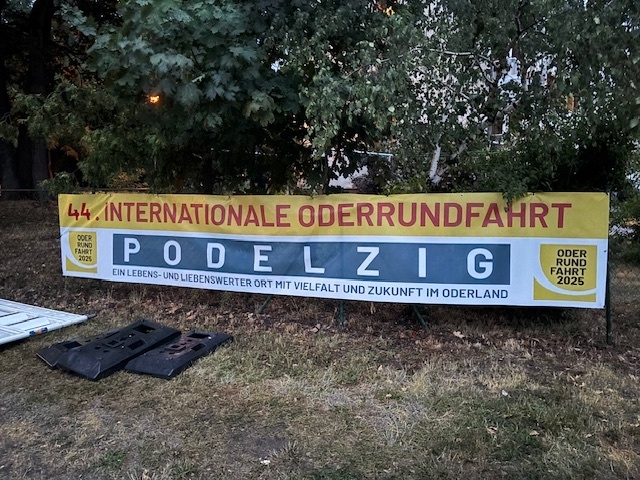 44. INTERNATIONALE ODERRUNDFAHRT
ODER
RUND
FAHRT
2025
PODELZIG
EIN LEBENS- UND LIEBENSWERTER ORT MIT VIELFALT UND ZUKUNFT IM ODERLAND
ODER
RUND
FAHRT
2025